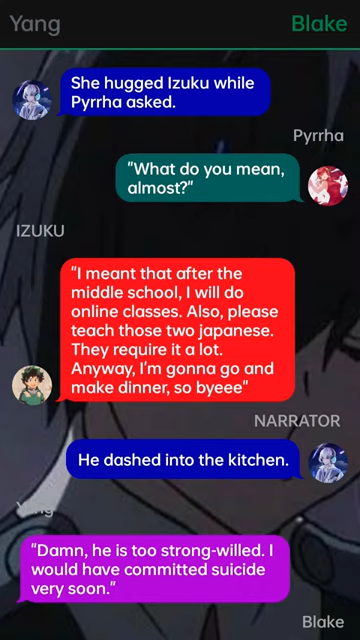 Yang
Blake
She hugged Izuku while
Pyrrha asked.
Pyrrha
"What do you mean,
almost?"
IZUKU
"I meant that after the
middle school, I will do
online classes. Also, please
teach those two japanese.
They require it a lot.
Anyway, I'm gonna go and
make dinner, so byeee"
NARRATOR
He dashed into the kitchen.
Yang
"Damn, he is too strong-willed. I
would have committed suicide
very soon."
Blake